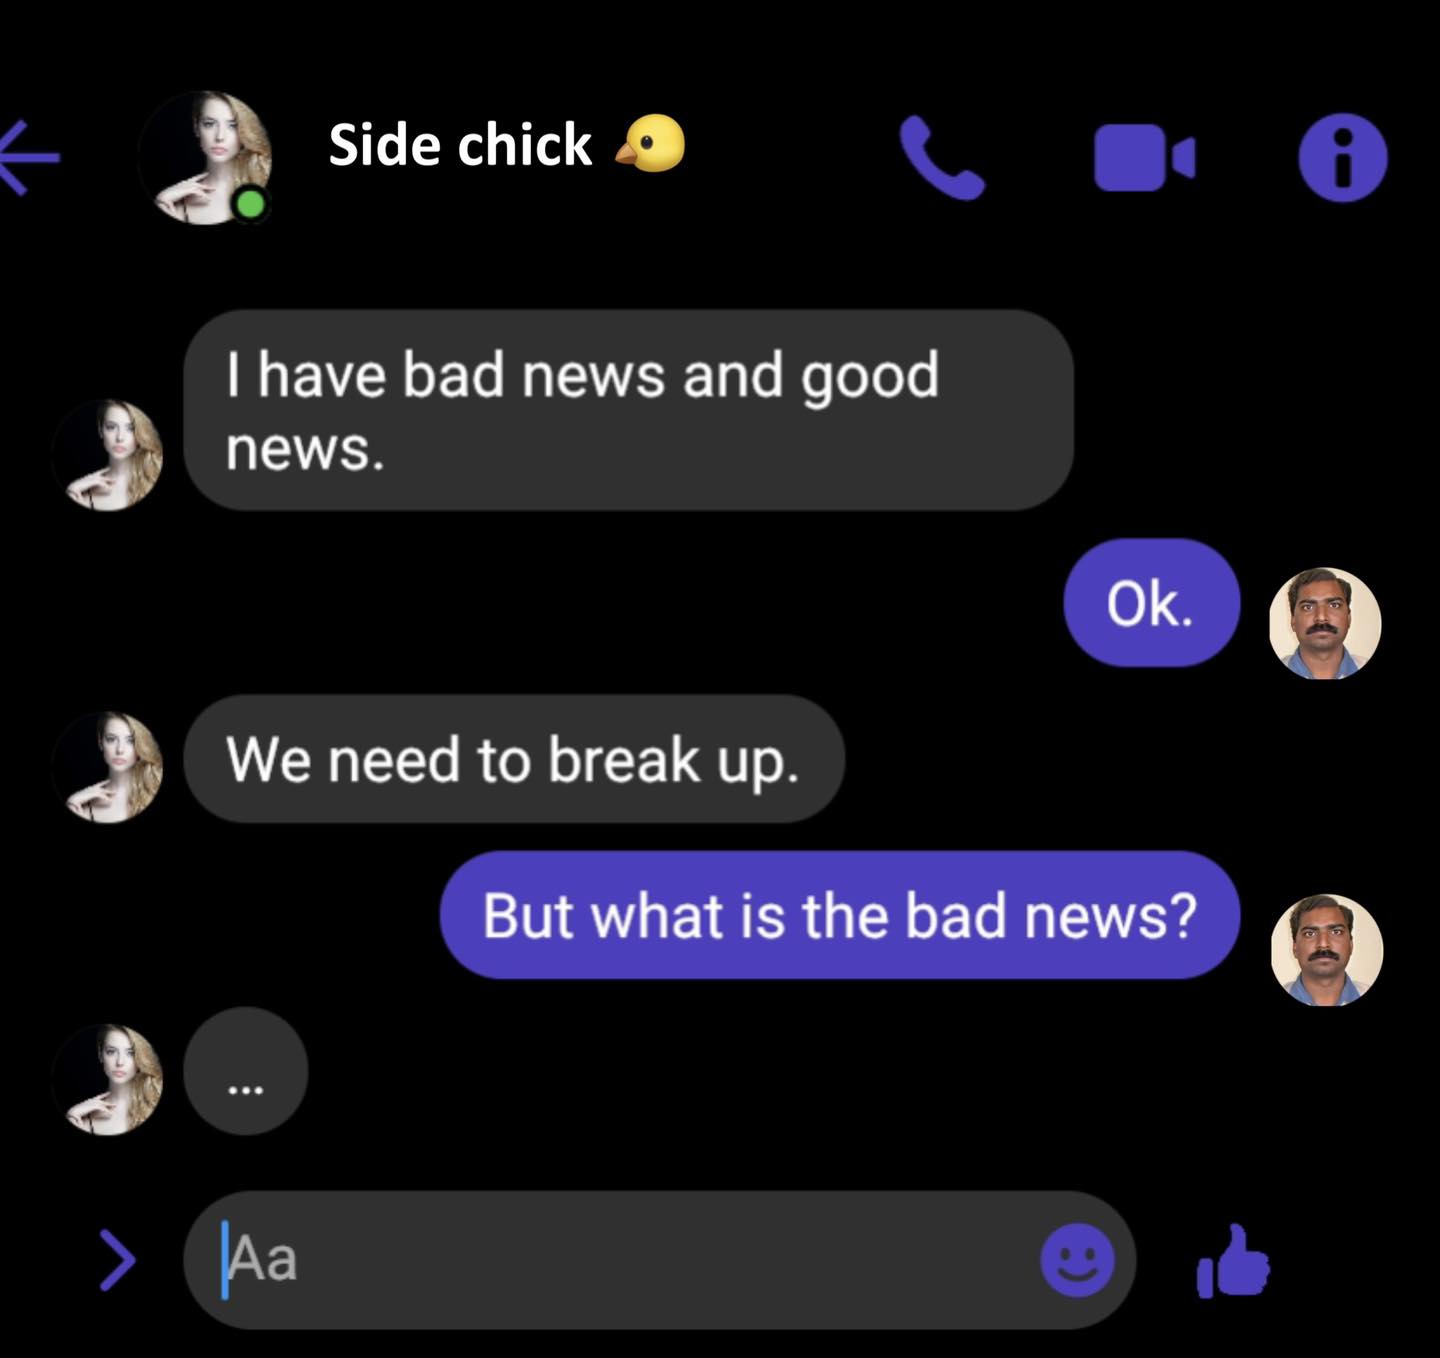 Side chick 🐤
I have bad news and good
news.
Ok.
We need to break up.
But what is the bad news?
...
Aa